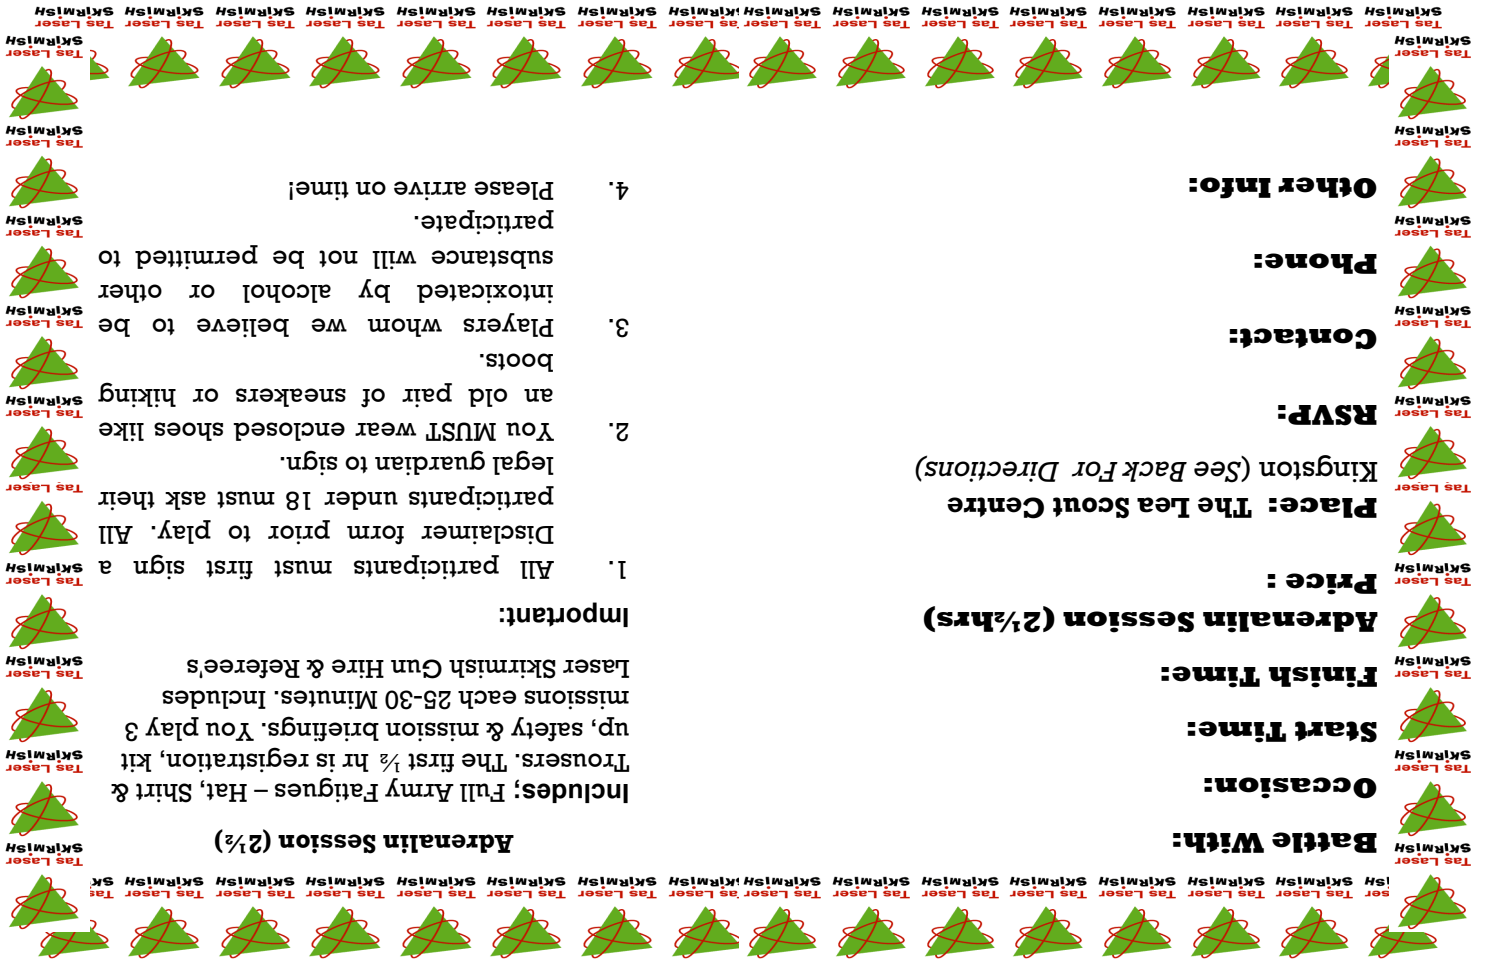 Tas Laser
SKiRMiSH
Battle With:
Occasion:
Start Time:
Finish Time:
Adrenalin Session (2½hrs)
Price :
Place: The Lea Scout Centre
Kingston (See Back For Directions)
RSVP:
Contact:
Phone:
Other Info:
Adrenalin Session (2½)
Includes; Full Army Fatigues – Hat, Shirt &
Trousers. The first ½ hr is registration, kit
up, safety & mission briefings. You play 3
missions each 25-30 Minutes. Includes
Laser Skirmish Gun Hire & Referee's
Important:
1. All participants must first sign a
Disclaimer form prior to play. All
participants under 18 must ask their
legal guardian to sign.
2. You MUST wear enclosed shoes like
an old pair of sneakers or hiking
boots.
3. Players whom we believe to be
intoxicated by alcohol or other
substance will not be permitted to
participate.
4. Please arrive on time!